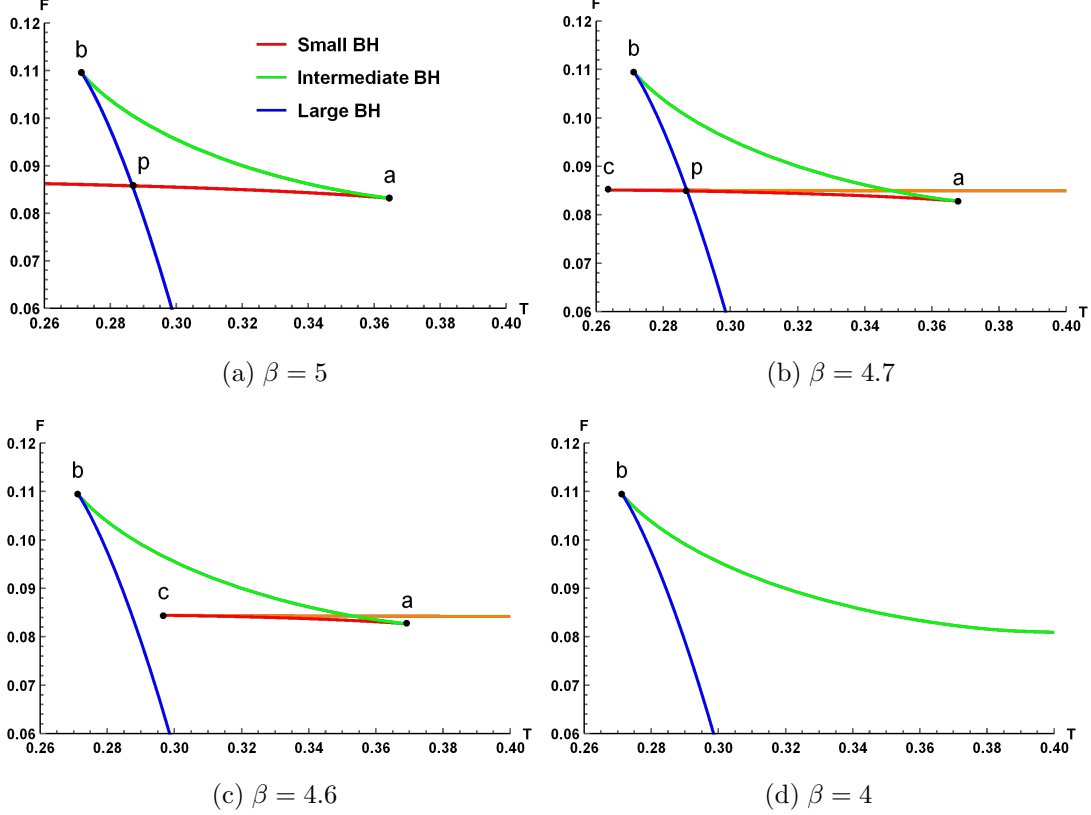 F
0.12
b
Small BH
0.11
Intermediate BH
0.10
Large BH
0.09
p
a
0.08
0.07
0.06
0.26 0.28 0.30 0.32 0.34 0.36 0.38 0.40 T
(a) β = 5
F
0.12
b
0.11
0.10
0.09
c p a
0.08
0.07
0.06
0.26 0.28 0.30 0.32 0.34 0.36 0.38 0.40 T
(b) β = 4.7
F
0.12
b
0.11
0.10
0.09
c a
0.08
0.07
0.06
0.26 0.28 0.30 0.32 0.34 0.36 0.38 0.40 T
(c) β = 4.6
F
0.12
b
0.11
0.10
0.09
0.08
0.07
0.06
0.26 0.28 0.30 0.32 0.34 0.36 0.38 0.40 T
(d) β = 4